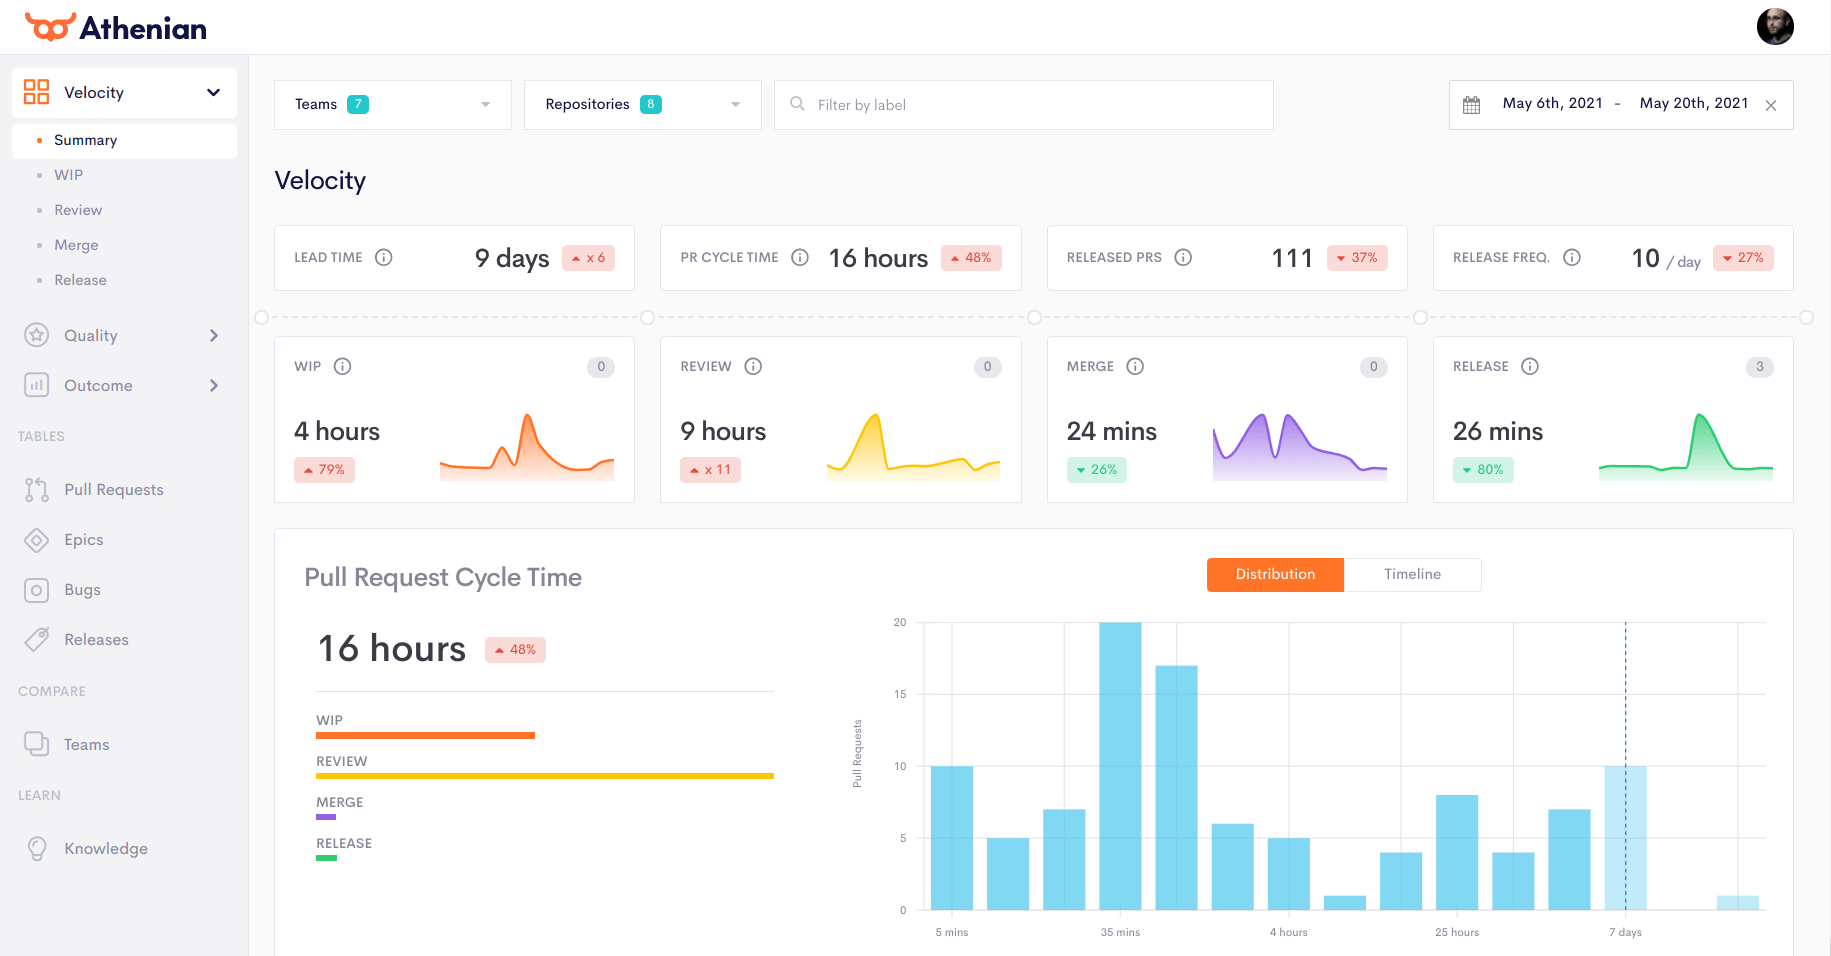 Athenian
Velocity
Summary
WIP
Review
Merge
Release
Quality
Outcome
TABLES
Pull Requests
Epics
Bugs
Releases
COMPARE
Teams
LEARN
Knowledge
Teams 7
Repositories 8
Filter by label
May 6th, 2021 - May 20th, 2021
Velocity
LEAD TIME 9 days x 6
PR CYCLE TIME 16 hours 48%
RELEASED PRS 111 37%
RELEASE FREQ. 10 / day 27%
WIP 0
4 hours
79%
REVIEW 0
9 hours
x 11
MERGE 0
24 mins
26%
RELEASE 3
26 mins
80%
Pull Request Cycle Time
16 hours 48%
WIP
REVIEW
MERGE
RELEASE
Distribution Timeline
Pull Requests
20
15
10
5
0
5 mins 35 mins 4 hours 25 hours 7 days